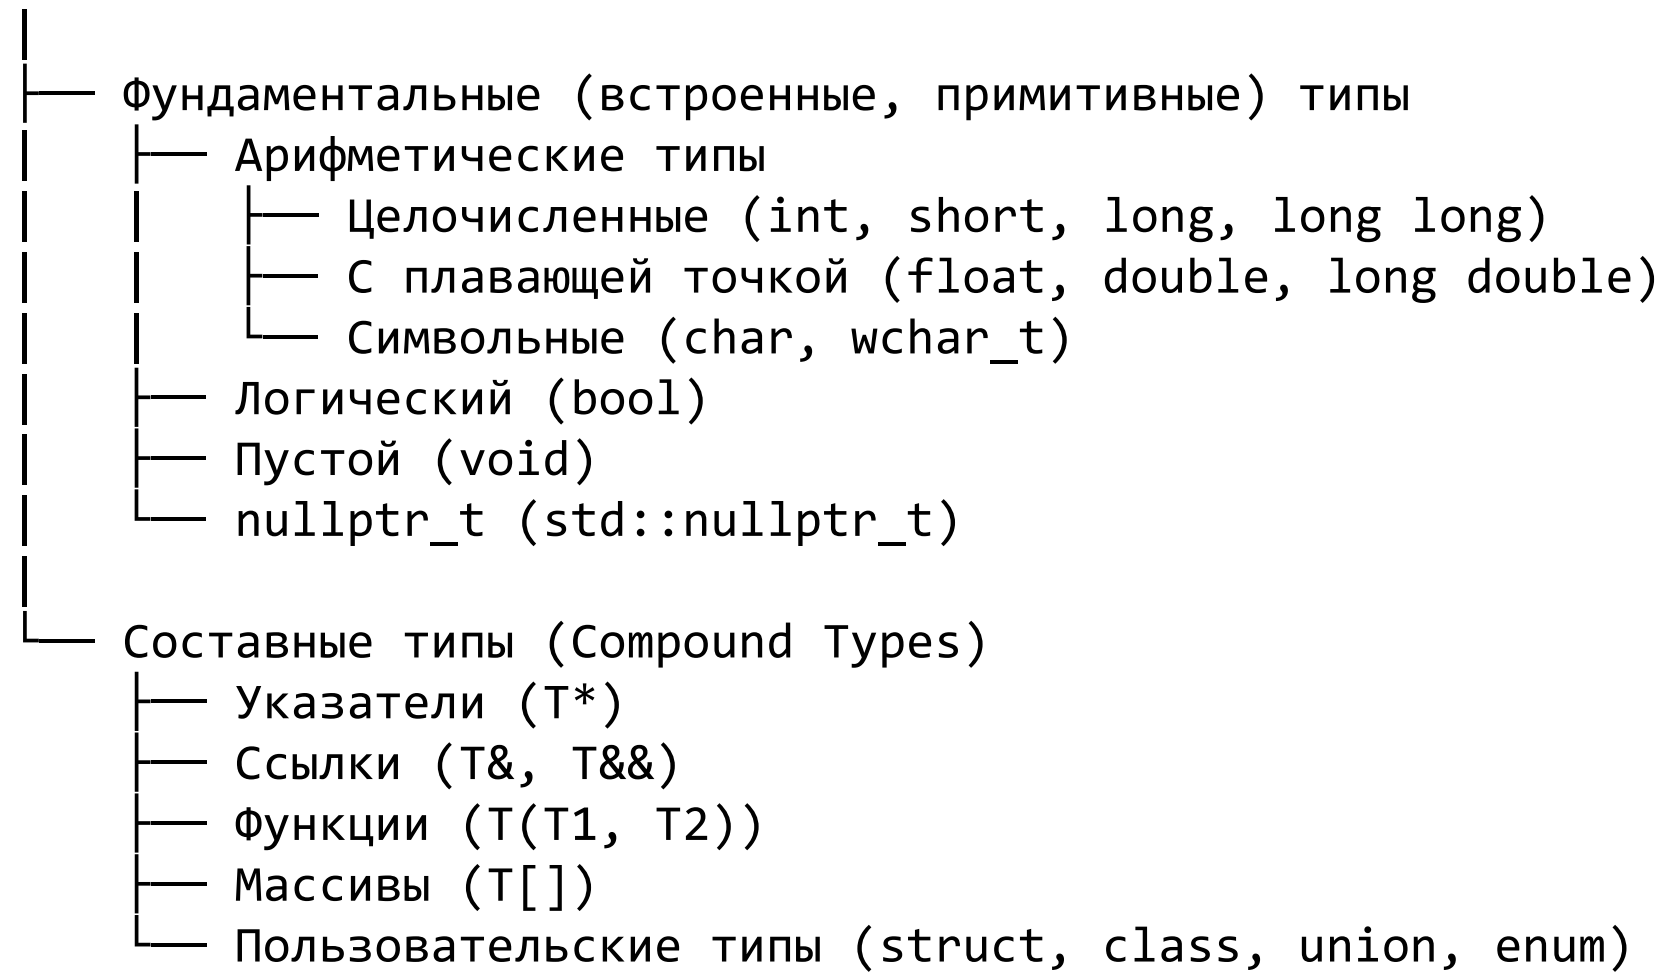 Фундаментальные (встроенные, примитивные) типы
Арифметические типы
Целочисленные (int, short, long, long long)
С плавающей точкой (float, double, long double)
Символьные (char, wchar_t)
Логический (bool)
Пустой (void)
nullptr_t (std::nullptr_t)
Составные типы (Compound Types)
Указатели (T*)
Ссылки (T&, T&&)
Функции (T(T1, T2))
Массивы (T[])
Пользовательские типы (struct, class, union, enum)